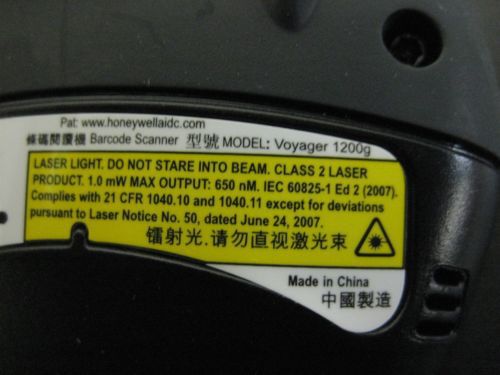 Pat: www.honeywellaidc.com
條碼閱覆機 Barcode Scanner 型號 MODEL: Voyager 1200g
LASER LIGHT. DO NOT STARE INTO BEAM. CLASS 2 LASER
PRODUCT. 1.0 mW MAX OUTPUT: 650 nM. IEC 60825-1 Ed 2 (2007).
Complies with 21 CFR 1040.10 and 1040.11 except for deviations
pursuant to Laser Notice No. 50, dated June 24, 2007.
镭射光.请勿直视激光束
Made in China
中國製造